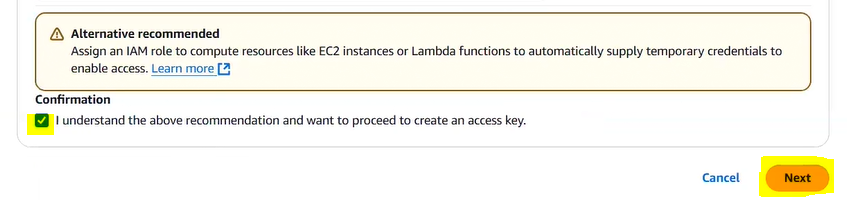 Alternative recommended
Assign an IAM role to compute resources like EC2 instances or Lambda functions to automatically supply temporary credentials to
enable access. Learn more
Confirmation
I understand the above recommendation and want to proceed to create an access key.
Cancel Next